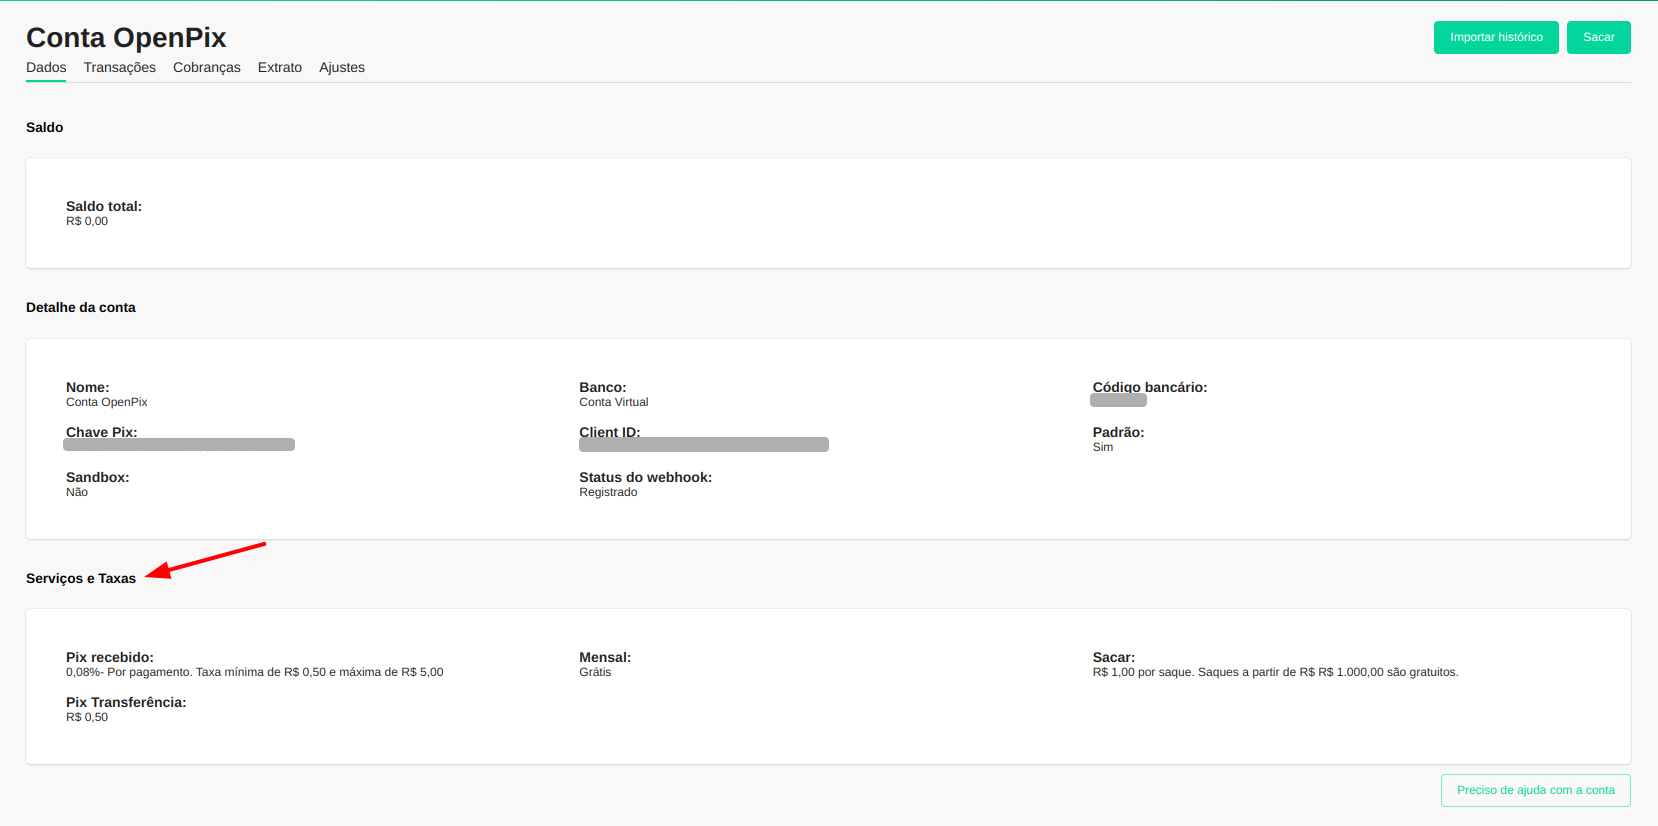 Conta OpenPix
Importar histórico
Sacar
Dados Transações Cobranças Extrato Ajustes
Saldo
Saldo total:
R$ 0,00
Detalhe da conta
Nome:
Conta OpenPix
Banco:
Conta Virtual
Código bancário:
Chave Pix:
Client ID:
Padrão:
Sim
Sandbox:
Não
Status do webhook:
Registrado
Serviços e Taxas
Pix recebido:
0,08%- Por pagamento. Taxa mínima de R$ 0,50 e máxima de R$ 5,00
Mensal:
Grátis
Sacar:
R$ 1,00 por saque. Saques a partir de R$ R$ 1.000,00 são gratuitos.
Pix Transferência:
R$ 0,50
Preciso de ajuda com a conta